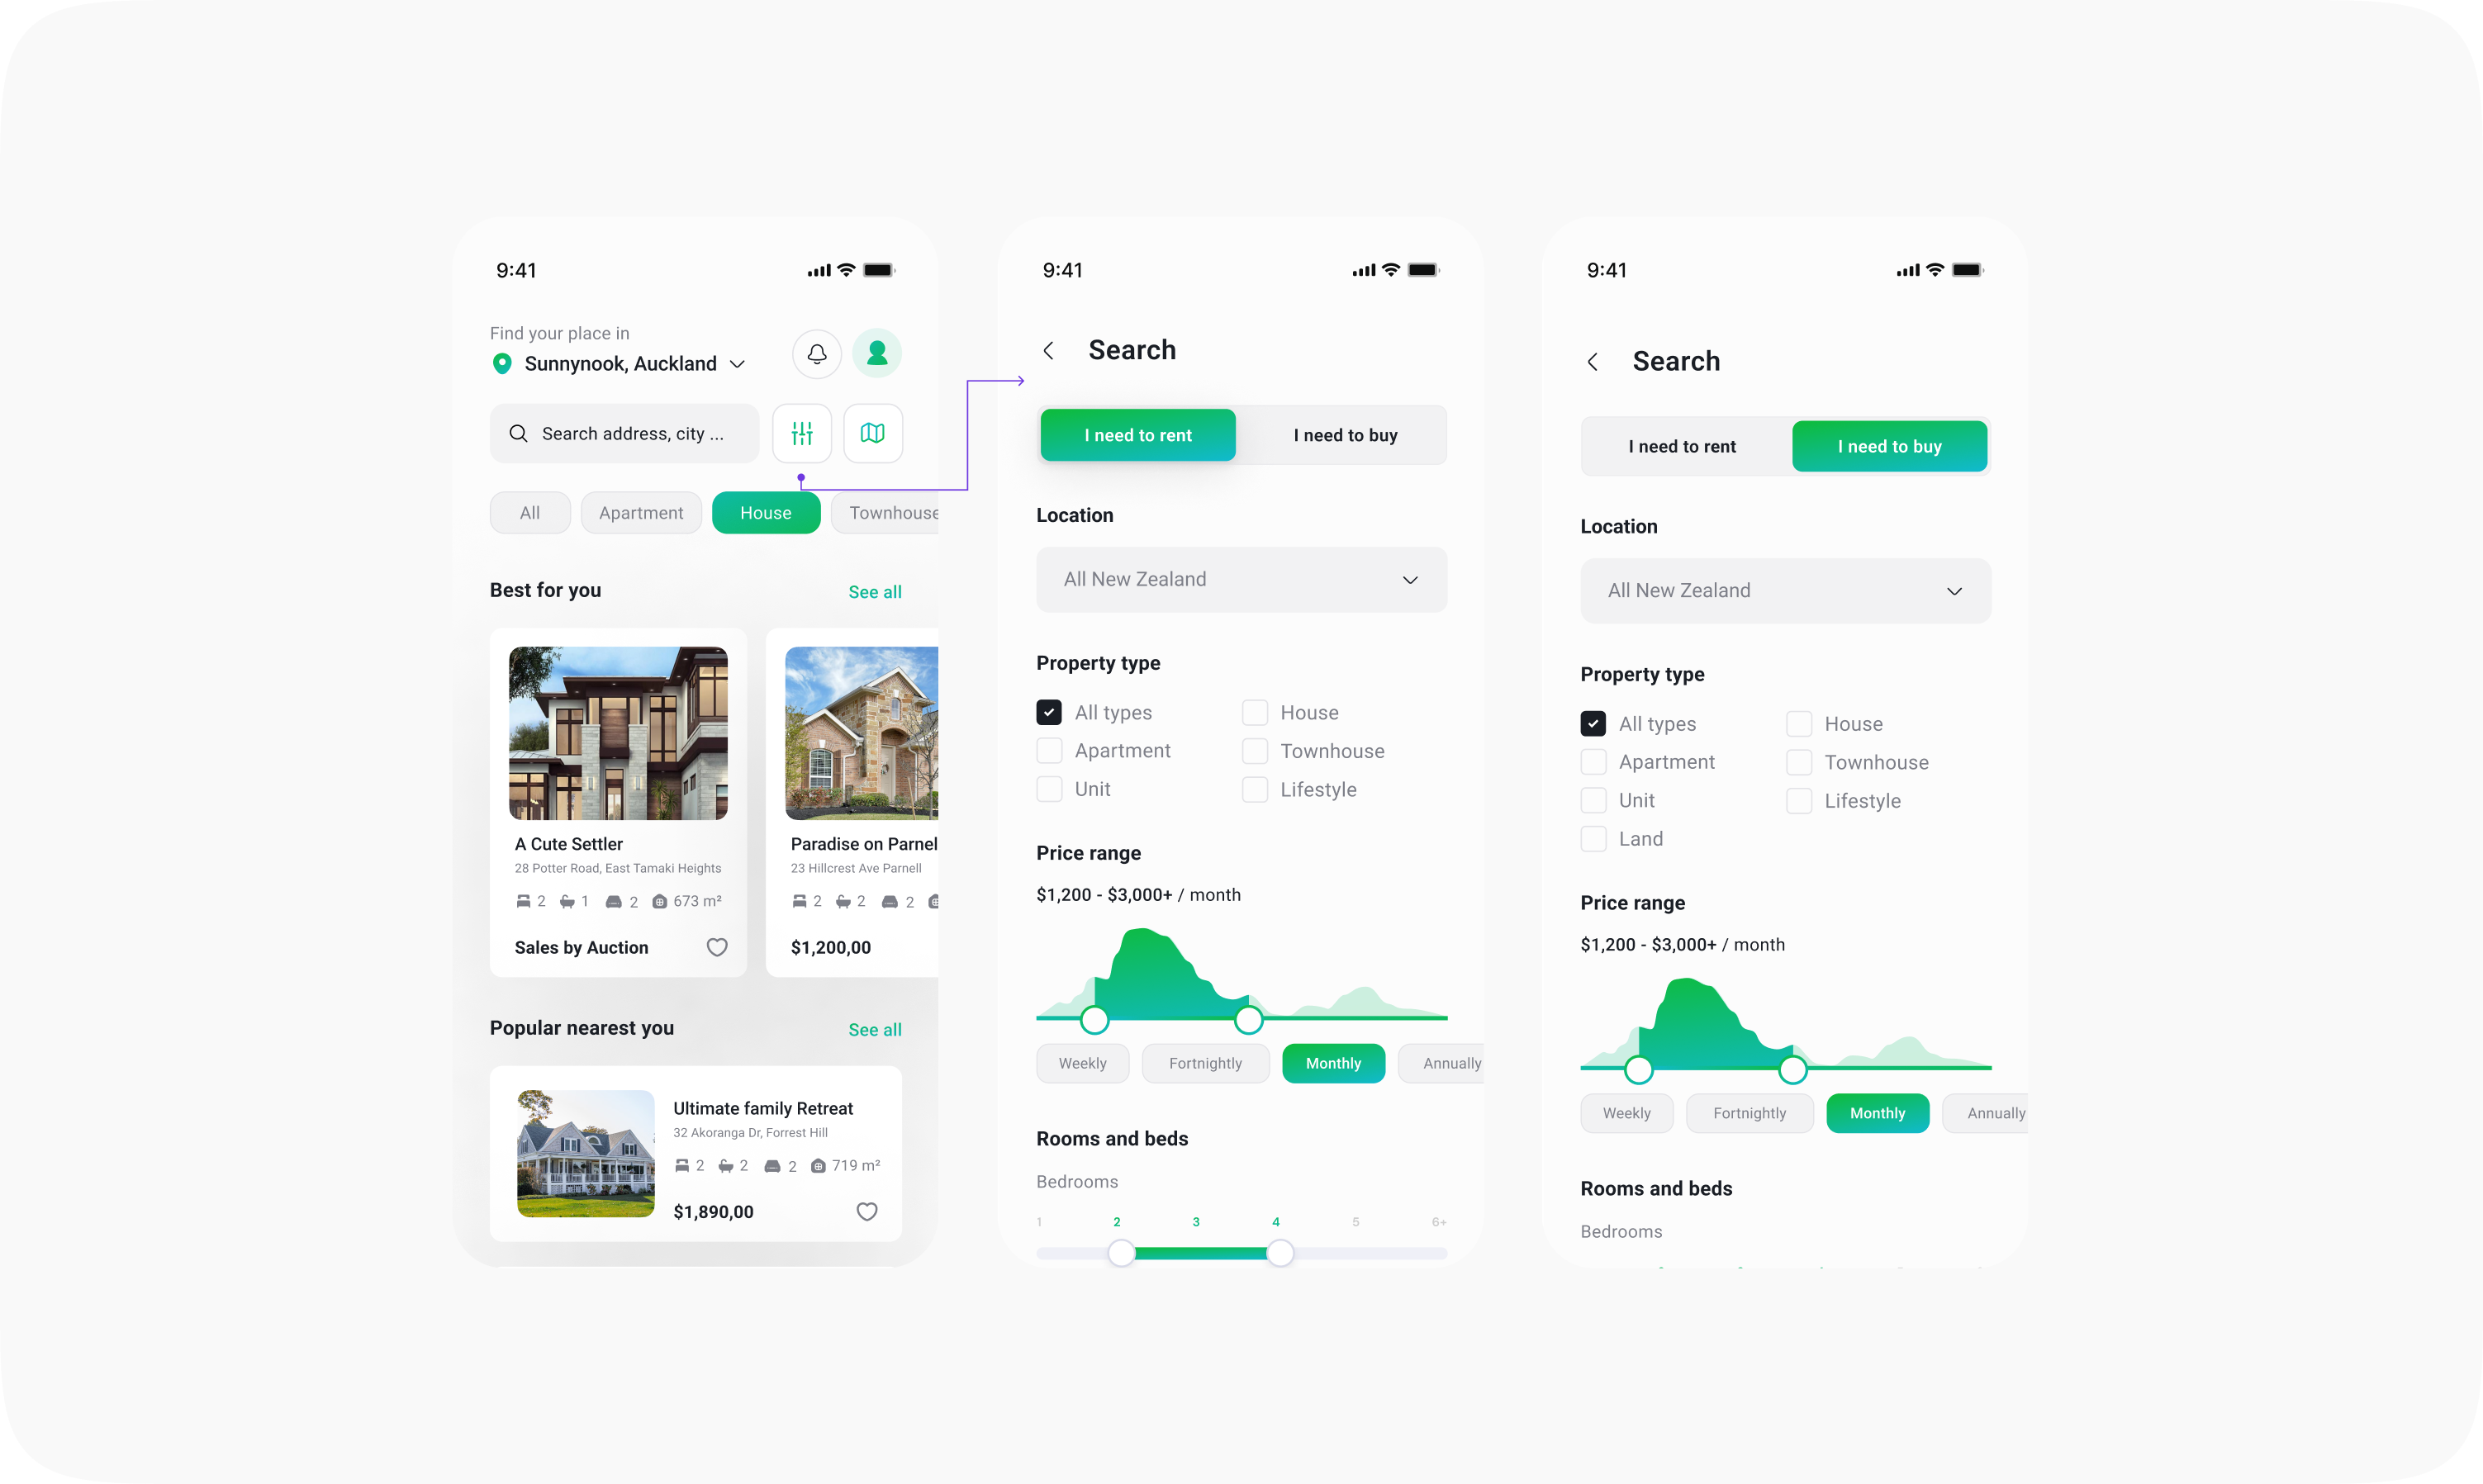 9:41
Find your place in
Sunnynook, Auckland
Search address, city ...
All
Apartment
House
Townhouse
Best for you
See all
A Cute Settler
28 Potter Road, East Tamaki Heights
2
1
2
673 m²
Sales by Auction
Paradise on Parnel
23 Hillcrest Ave Parnell
2
2
2
$1,200,00
Popular nearest you
See all
Ultimate family Retreat
32 Akoranga Dr, Forrest Hill
2
2
2
719 m²
$1,890,00
9:41
Search
I need to rent
I need to buy
Location
All New Zealand
Property type
All types
House
Apartment
Townhouse
Unit
Lifestyle
Price range
$1,200 - $3,000+ / month
Weekly
Fortnightly
Monthly
Annually
Rooms and beds
Bedrooms
1 2 3 4 5 6+
9:41
Search
I need to rent
I need to buy
Location
All New Zealand
Property type
All types
House
Apartment
Townhouse
Unit
Lifestyle
Land
Price range
$1,200 - $3,000+ / month
Weekly
Fortnightly
Monthly
Annually
Rooms and beds
Bedrooms